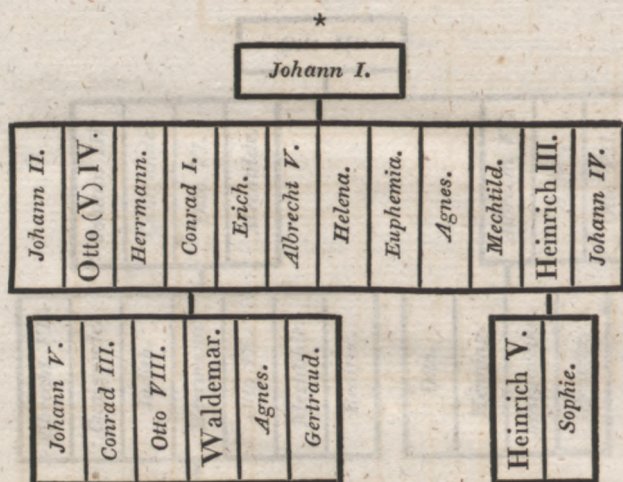 *
Johann I.
Johann II.
Otto (V) IV.
Herrmann.
Conrad I.
Erich.
Albrecht V.
Helena.
Euphemia.
Agnes.
Mechtild.
Heinrich III.
Johann IV.
Johann V.
Conrad III.
Otto VIII.
Waldemar.
Agnes.
Gertraud.
Heinrich V.
Sophie.